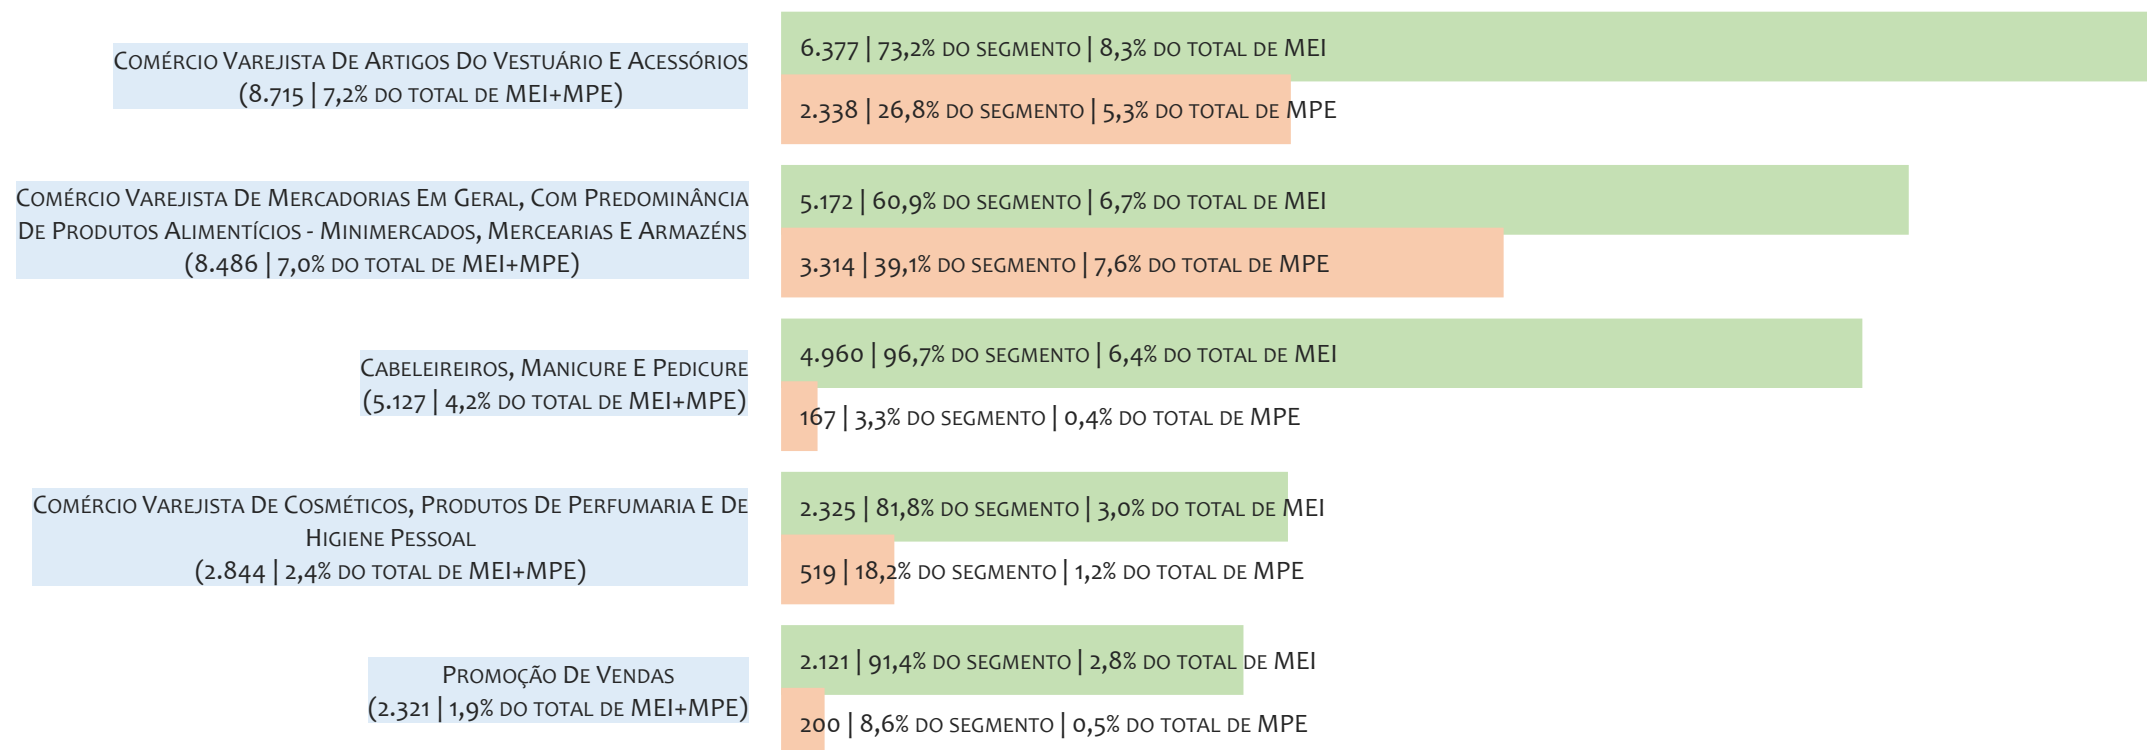 Comércio Varejista De Artigos Do Vestuário E Acessórios
(8.715 | 7,2% do total de MEI+MPE)
6.377 | 73,2% do segmento | 8,3% do total de MEI
2.338 | 26,8% do segmento | 5,3% do total de MPE
Comércio Varejista De Mercadorias Em Geral, Com Predominância
De Produtos Alimentícios - Minimercados, Mercearias E Armazéns
(8.486 | 7,0% do total de MEI+MPE)
5.172 | 60,9% do segmento | 6,7% do total de MEI
3.314 | 39,1% do segmento | 7,6% do total de MPE
Cabeleireiros, Manicure E Pedicure
(5.127 | 4,2% do total de MEI+MPE)
4.960 | 96,7% do segmento | 6,4% do total de MEI
167 | 3,3% do segmento | 0,4% do total de MPE
Comércio Varejista De Cosméticos, Produtos De Perfumaria E De
Higiene Pessoal
(2.844 | 2,4% do total de MEI+MPE)
2.325 | 81,8% do segmento | 3,0% do total de MEI
519 | 18,2% do segmento | 1,2% do total de MPE
Promoção De Vendas
(2.321 | 1,9% do total de MEI+MPE)
2.121 | 91,4% do segmento | 2,8% do total de MEI
200 | 8,6% do segmento | 0,5% do total de MPE